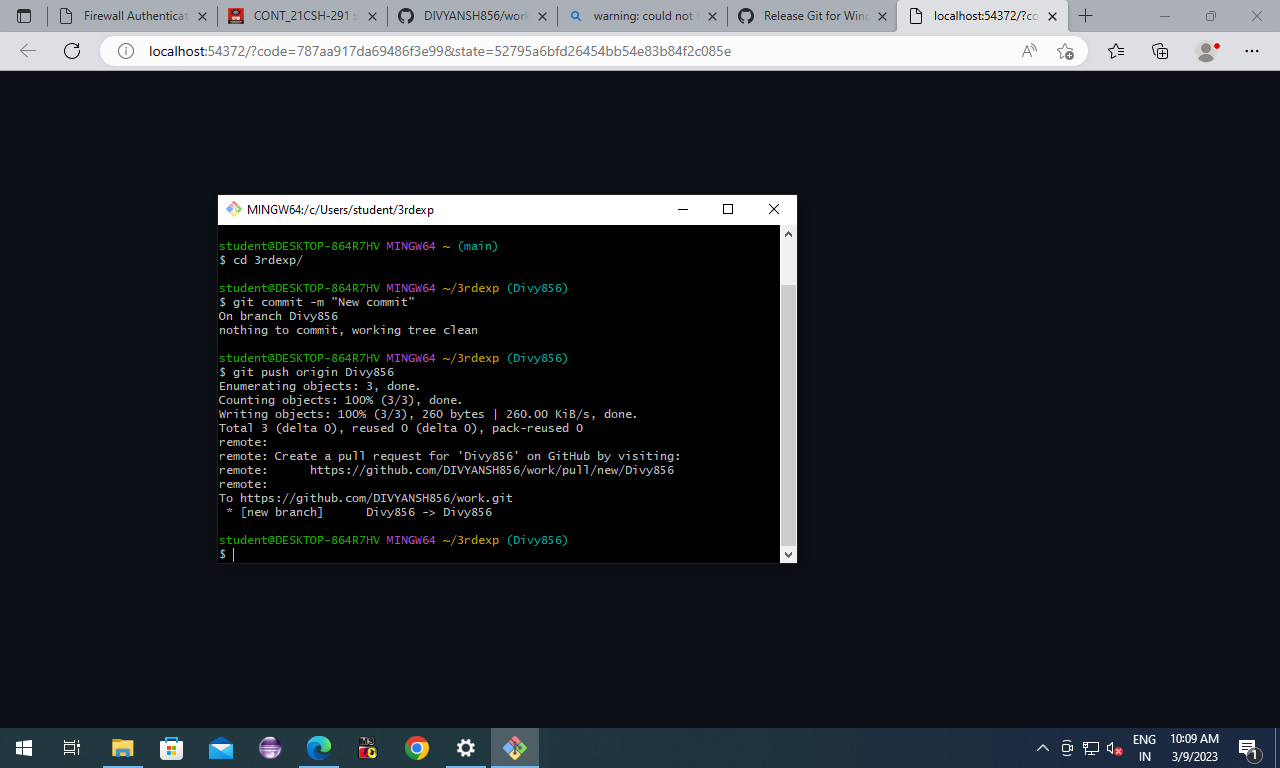 Firewall Authenticat
CONT_21CSH-291
DIVYANSH856/work
warning: could not
Release Git for Wind
localhost:54372/?co
localhost:54372/?code=787aa917da69486f3e99&state=52795a6bfd26454bb54e83b84f2c085e
MINGW64:/c/Users/student/3rdexp
student@DESKTOP-864R7HV MINGW64 ~ (main)
$ cd 3rdexp/
student@DESKTOP-864R7HV MINGW64 ~/3rdexp (Divy856)
$ git commit -m "New commit"
On branch Divy856
nothing to commit, working tree clean
student@DESKTOP-864R7HV MINGW64 ~/3rdexp (Divy856)
$ git push origin Divy856
Enumerating objects: 3, done.
Counting objects: 100% (3/3), done.
Writing objects: 100% (3/3), 260 bytes | 260.00 KiB/s, done.
Total 3 (delta 0), reused 0 (delta 0), pack-reused 0
remote:
remote: Create a pull request for 'Divy856' on GitHub by visiting:
remote:      https://github.com/DIVYANSH856/work/pull/new/Divy856
remote:
To https://github.com/DIVYANSH856/work.git
 * [new branch]      Divy856 -> Divy856
student@DESKTOP-864R7HV MINGW64 ~/3rdexp (Divy856)
$
ENG
IN
10:09 AM
3/9/2023
1